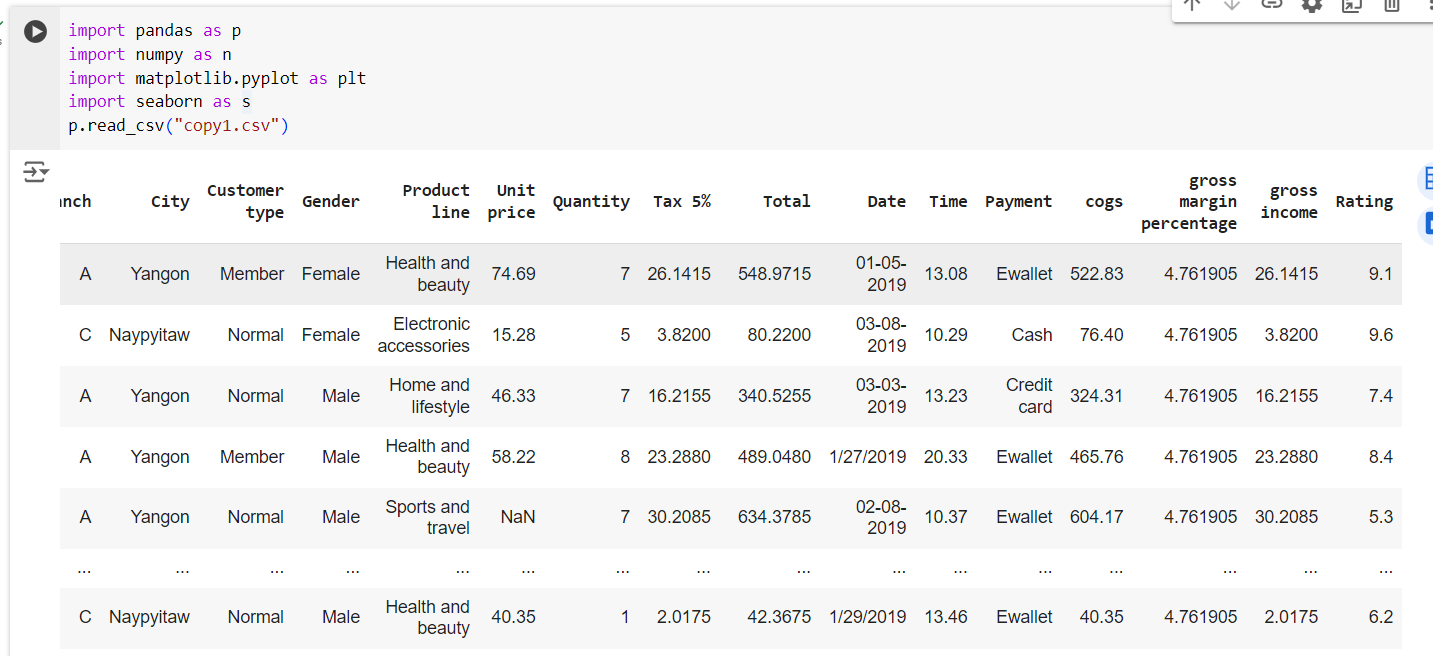 import pandas as p
import numpy as n
import matplotlib.pyplot as plt
import seaborn as s
p.read_csv("copy1.csv")
nch City Customer type Gender Product line Unit price Quantity Tax 5% Total Date Time Payment cogs gross margin percentage gross income Rating
A Yangon Member Female Health and beauty 74.69 7 26.1415 548.9715 01-05-2019 13.08 Ewallet 522.83 4.761905 26.1415 9.1
C Naypyitaw Normal Female Electronic accessories 15.28 5 3.8200 80.2200 03-08-2019 10.29 Cash 76.40 4.761905 3.8200 9.6
A Yangon Normal Male Home and lifestyle 46.33 7 16.2155 340.5255 03-03-2019 13.23 Credit card 324.31 4.761905 16.2155 7.4
A Yangon Member Male Health and beauty 58.22 8 23.2880 489.0480 1/27/2019 20.33 Ewallet 465.76 4.761905 23.2880 8.4
A Yangon Normal Male Sports and travel NaN 7 30.2085 634.3785 02-08-2019 10.37 Ewallet 604.17 4.761905 30.2085 5.3
... ... ... ... ... ... ... ... ... ... ... ... ... ... ... ...
C Naypyitaw Normal Male Health and beauty 40.35 1 2.0175 42.3675 1/29/2019 13.46 Ewallet 40.35 4.761905 2.0175 6.2